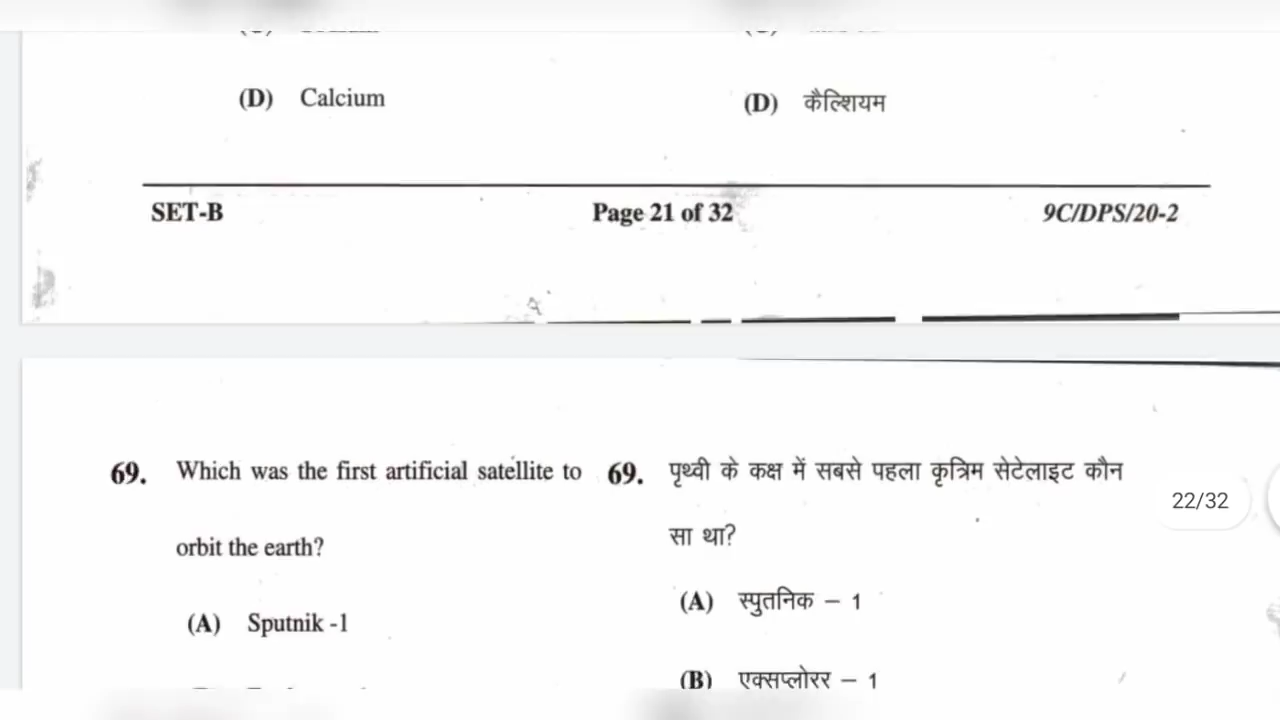 (D) Calcium
(D) कैल्शियम
SET-B Page 21 of 32 9C/DPS/20-2
69. Which was the first artificial satellite to
orbit the earth?
(A) Sputnik -1
69. पृथ्वी के कक्ष में सबसे पहला कृत्रिम सेटेलाइट कौन
सा था?
(A) स्पुतनिक – 1
(B) एक्सप्लोरर – 1
22/32